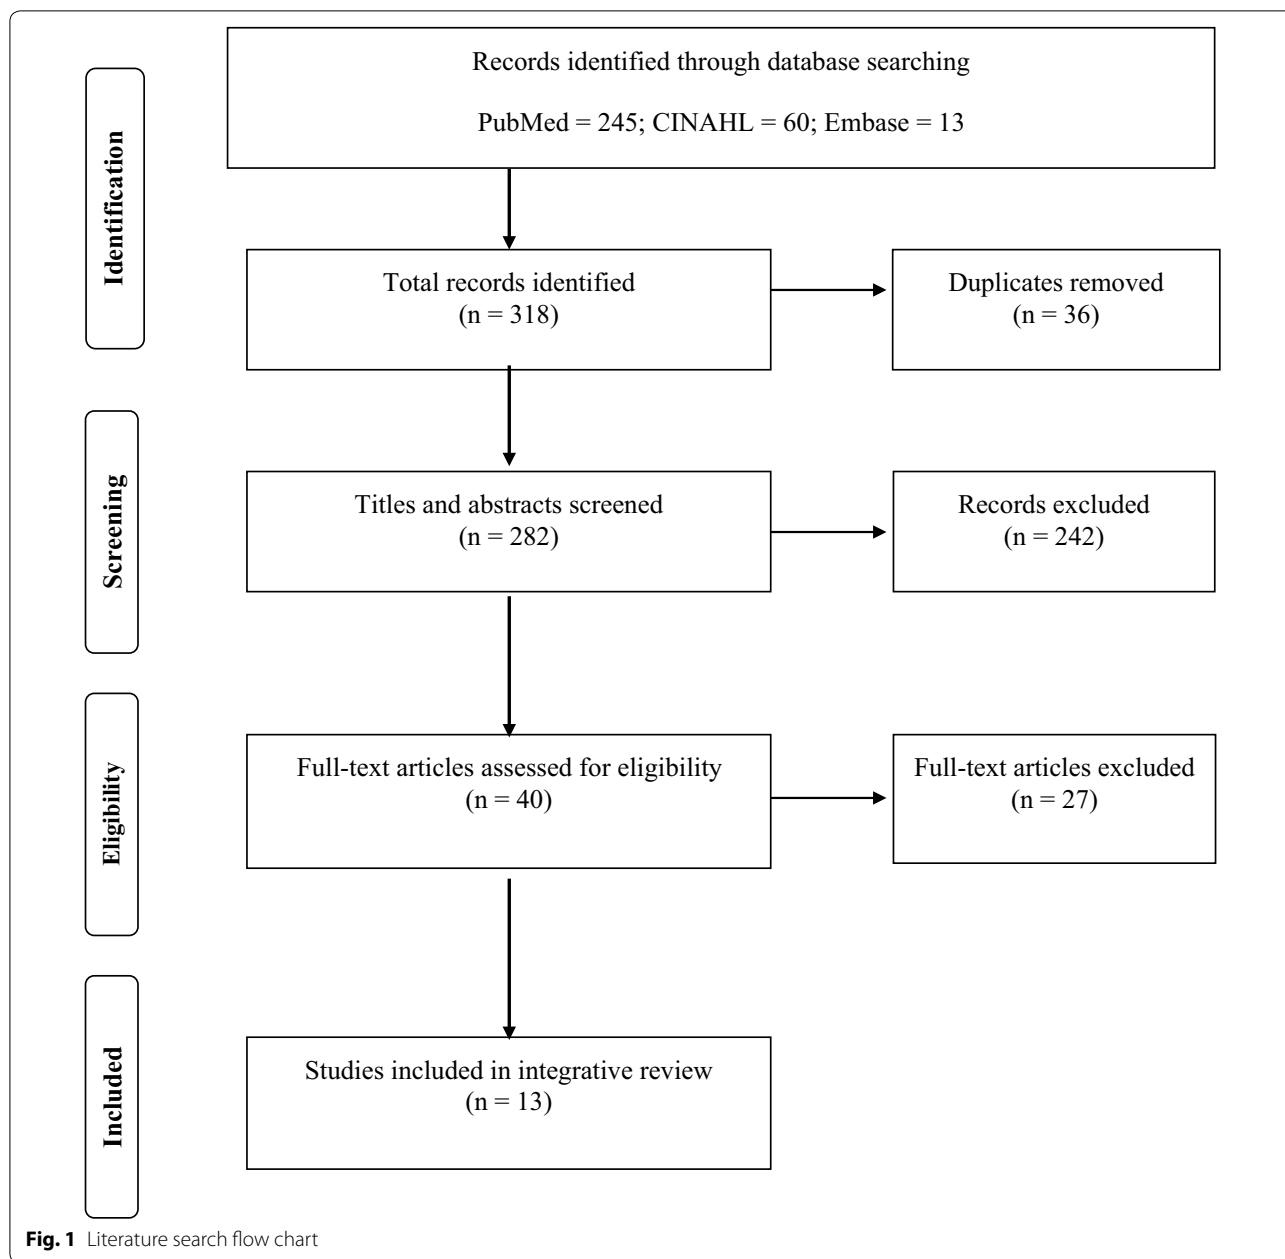 Identification
Records identified through database searching
PubMed = 245; CINAHL = 60; Embase = 13
Total records identified
(n = 318)
Duplicates removed
(n = 36)
Screening
Titles and abstracts screened
(n = 282)
Records excluded
(n = 242)
Eligibility
Full-text articles assessed for eligibility
(n = 40)
Full-text articles excluded
(n = 27)
Included
Studies included in integrative review
(n = 13)
Fig. 1 Literature search flow chart